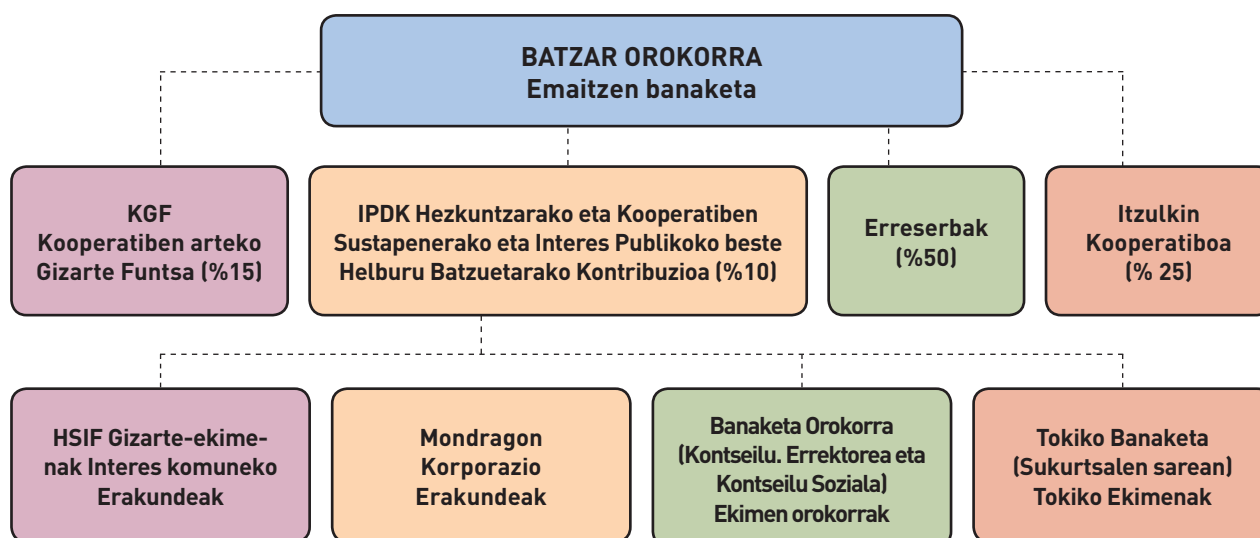 BATZAR OROKORRA
Emaitzen banaketa
KGF
Kooperatiben arteko
Gizarte Funtsa (%15)
IPDK Hezkuntzarako eta Kooperatiben
Sustapenerako eta Interes Publikoko beste
Helburu Batzuetarako Kontribuzioa (%10)
Erreserbak
(%50)
Itzulkin
Kooperatiboa
(% 25)
HSIF Gizarte-ekime-
nak Interes komuneko
Erakundeak
Mondragon
Korporazio
Erakundeak
Banaketa Orokorra
(Kontseilu. Errektorea eta
Kontseilu Soziala)
Ekimen orokorrak
Tokiko Banaketa
(Sukurtsalen sarean)
Tokiko Ekimenak